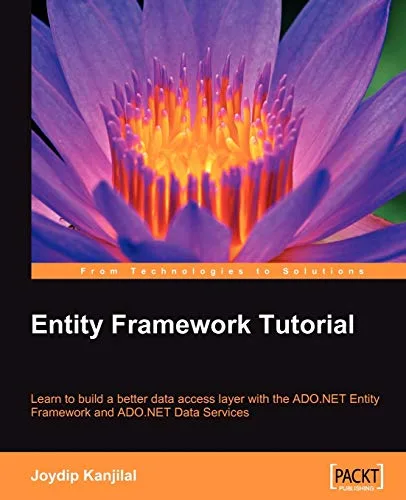 From Technologies to Solutions
Entity Framework Tutorial
Learn to build a better data access layer with the ADO.NET Entity
Framework and ADO.NET Data Services
Joydip Kanjilal
PACKT
PUBLISHING